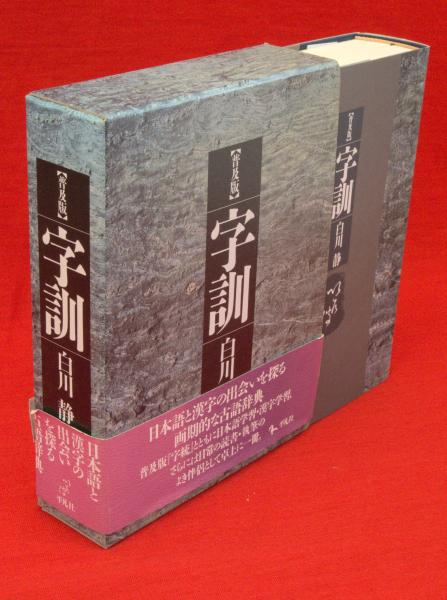 【普及版】
字訓
白川 静
日本語と
漢字の
出会い
を探る
平凡社
【普及版】
字訓
白川
日本語と漢字の出会いを探る
画期的な古語辞典
普及版『字統』とともに日本語学習・漢字学習、
さらには日常の読書・執筆の
よき伴侶として卓上に一冊。
平凡社
【普及版】
字訓
白川 静